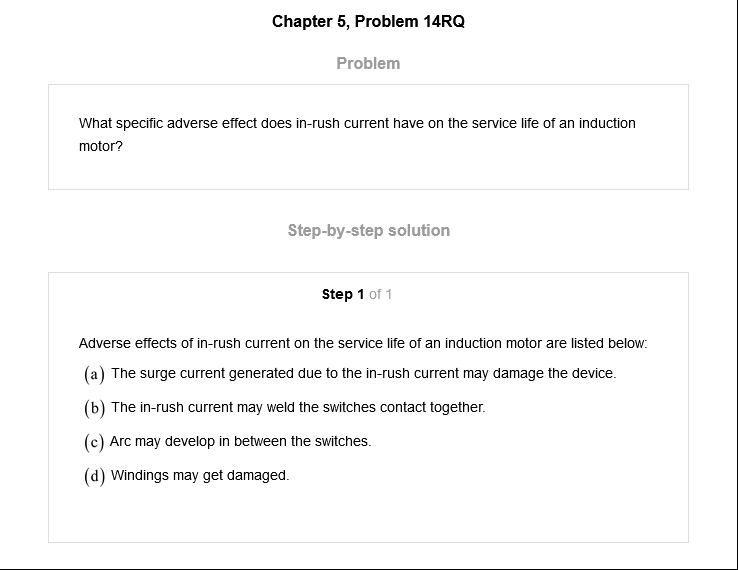 Chapter 5, Problem 14RQ
Problem
What specific adverse effect does in-rush current have on the service life of an induction
motor?
Step-by-step solution
Step 1 of 1
Adverse effects of in-rush current on the service life of an induction motor are listed below:
(a) The surge current generated due to the in-rush current may damage the device.
(b) The in-rush current may weld the switches contact together.
(c) Arc may develop in between the switches.
(d) Windings may get damaged.